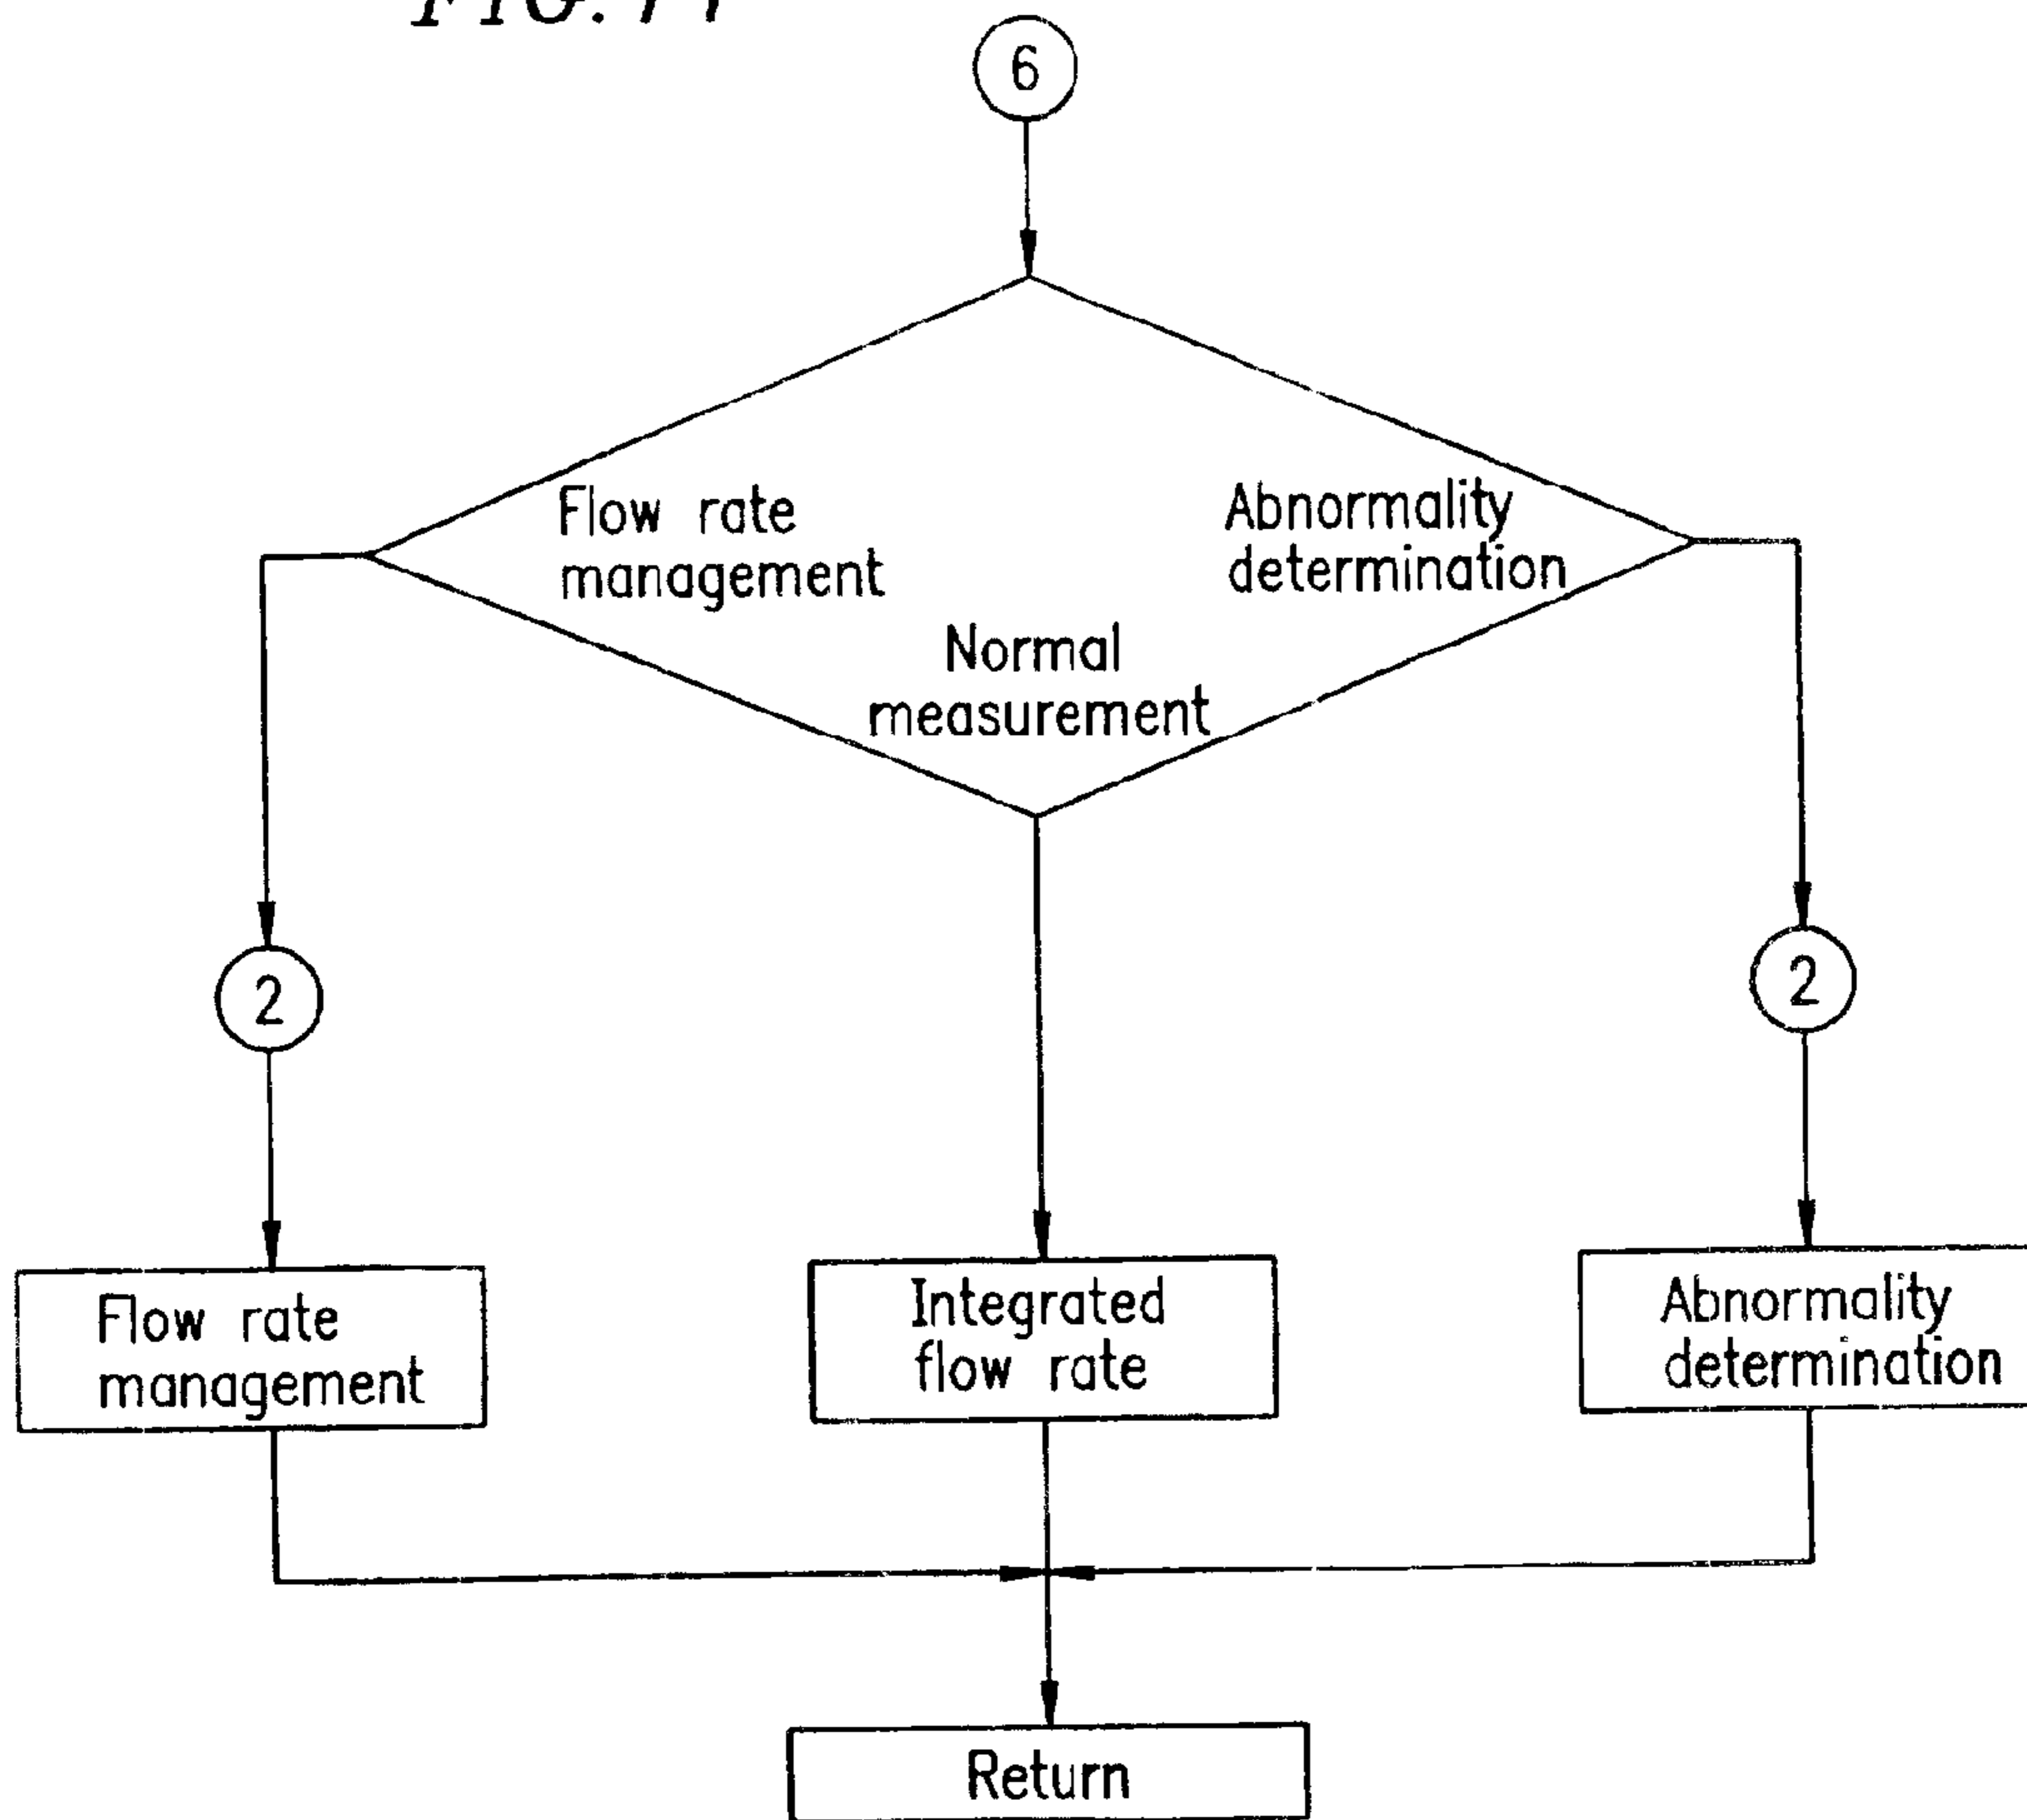 6
Flow rate
management
Abnormality
determination
Normal
measurement
2
2
Flow rate
management
Integrated
flow rate
Abnormality
determination
Return